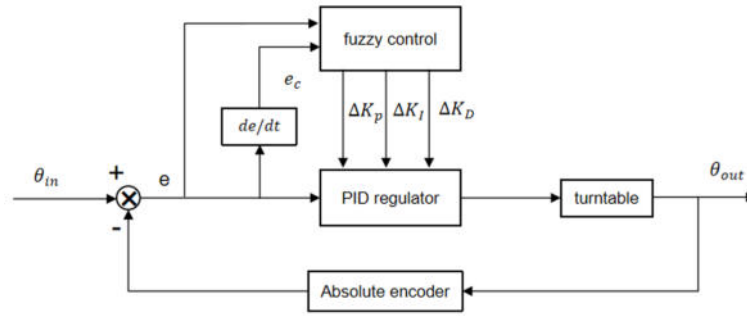 fuzzy control
e_c
ΔK_p ΔK_I ΔK_D
de/dt
θ_in + e PID regulator turntable θ_out
-
Absolute encoder